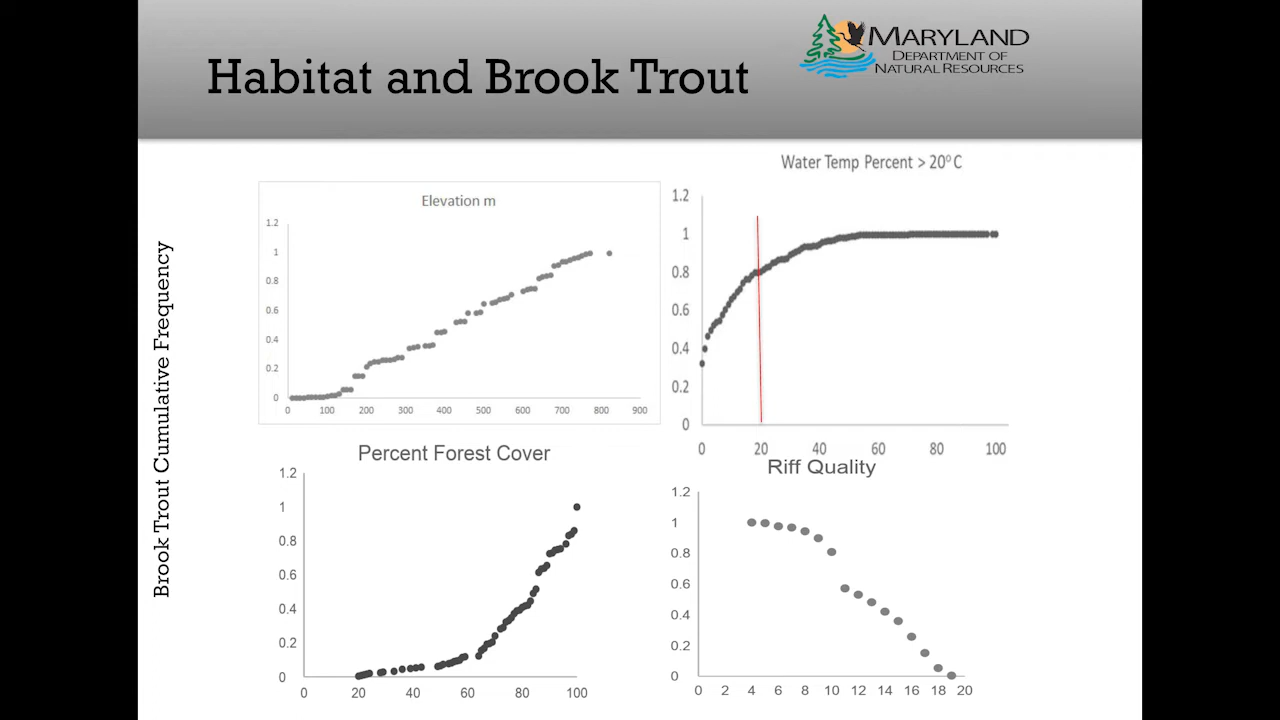 Habitat and Brook Trout
MARYLAND
DEPARTMENT OF
NATURAL RESOURCES
Brook Trout Cumulative Frequency
Elevation m
1.2
1
0.8
0.6
0.4
0.2
0
0 100 200 300 400 500 600 700 800 900
Water Temp Percent > 20⁰ C
1.2
1
0.8
0.6
0.4
0.2
0
0 20 40 60 80 100
Percent Forest Cover
1.2
1
0.8
0.6
0.4
0.2
0
0 20 40 60 80 100
Riff Quality
1.2
1
0.8
0.6
0.4
0.2
0
0 2 4 6 8 10 12 14 16 18 20